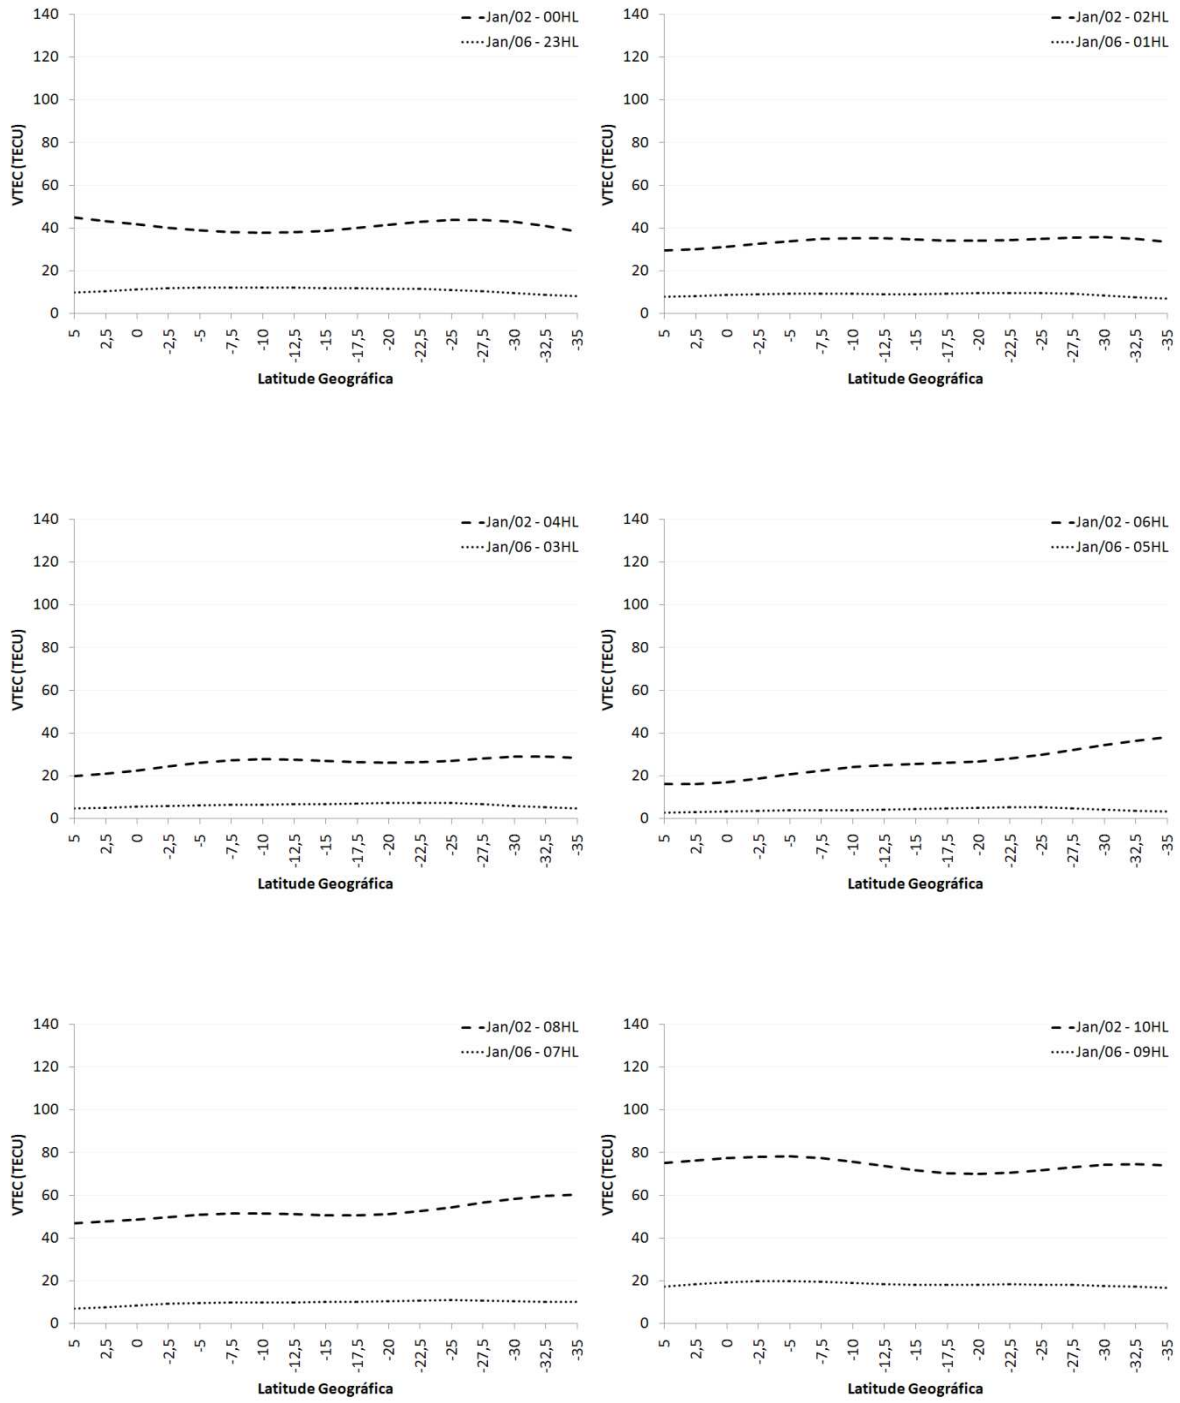 140
120
100
80
60
40
20
0
VTEC (TECU)
Jan/02 - 00HL
Jan/06 - 23HL
5 2,5 0 -2,5 -5 -7,5 -10 -12,5 -15 -17,5 -20 -22,5 -25 -27,5 -30 -32,5 -35
Latitude Geográfica
140
120
100
80
60
40
20
0
VTEC (TECU)
Jan/02 - 02HL
Jan/06 - 01HL
5 2,5 0 -2,5 -5 -7,5 -10 -12,5 -15 -17,5 -20 -22,5 -25 -27,5 -30 -32,5 -35
Latitude Geográfica
140
120
100
80
60
40
20
0
VTEC (TECU)
Jan/02 - 04HL
Jan/06 - 03HL
5 2,5 0 -2,5 -5 -7,5 -10 -12,5 -15 -17,5 -20 -22,5 -25 -27,5 -30 -32,5 -35
Latitude Geográfica
140
120
100
80
60
40
20
0
VTEC (TECU)
Jan/02 - 06HL
Jan/06 - 05HL
5 2,5 0 -2,5 -5 -7,5 -10 -12,5 -15 -17,5 -20 -22,5 -25 -27,5 -30 -32,5 -35
Latitude Geográfica
140
120
100
80
60
40
20
0
VTEC (TECU)
Jan/02 - 08HL
Jan/06 - 07HL
5 2,5 0 -2,5 -5 -7,5 -10 -12,5 -15 -17,5 -20 -22,5 -25 -27,5 -30 -32,5 -35
Latitude Geográfica
140
120
100
80
60
40
20
0
VTEC (TECU)
Jan/02 - 10HL
Jan/06 - 09HL
5 2,5 0 -2,5 -5 -7,5 -10 -12,5 -15 -17,5 -20 -22,5 -25 -27,5 -30 -32,5 -35
Latitude Geográfica